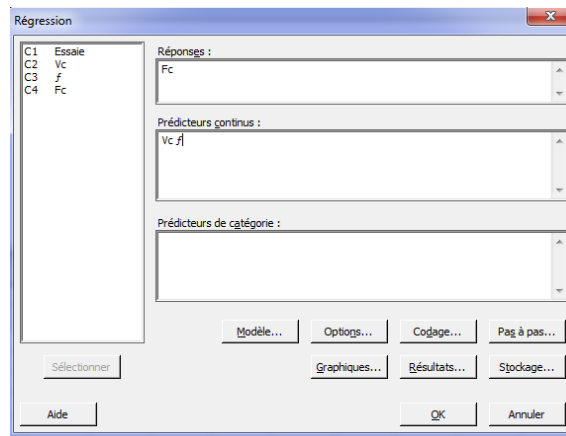 Régression
C1 Essaie
C2 Vc
C3 f
C4 Fc
Réponses :
Fc
Prédicteurs continus :
Vc f
Prédicteurs de catégorie :
Modèle... Options... Codage... Pas à pas...
Sélectionner Graphiques... Résultats... Stockage...
Aide OK Annuler